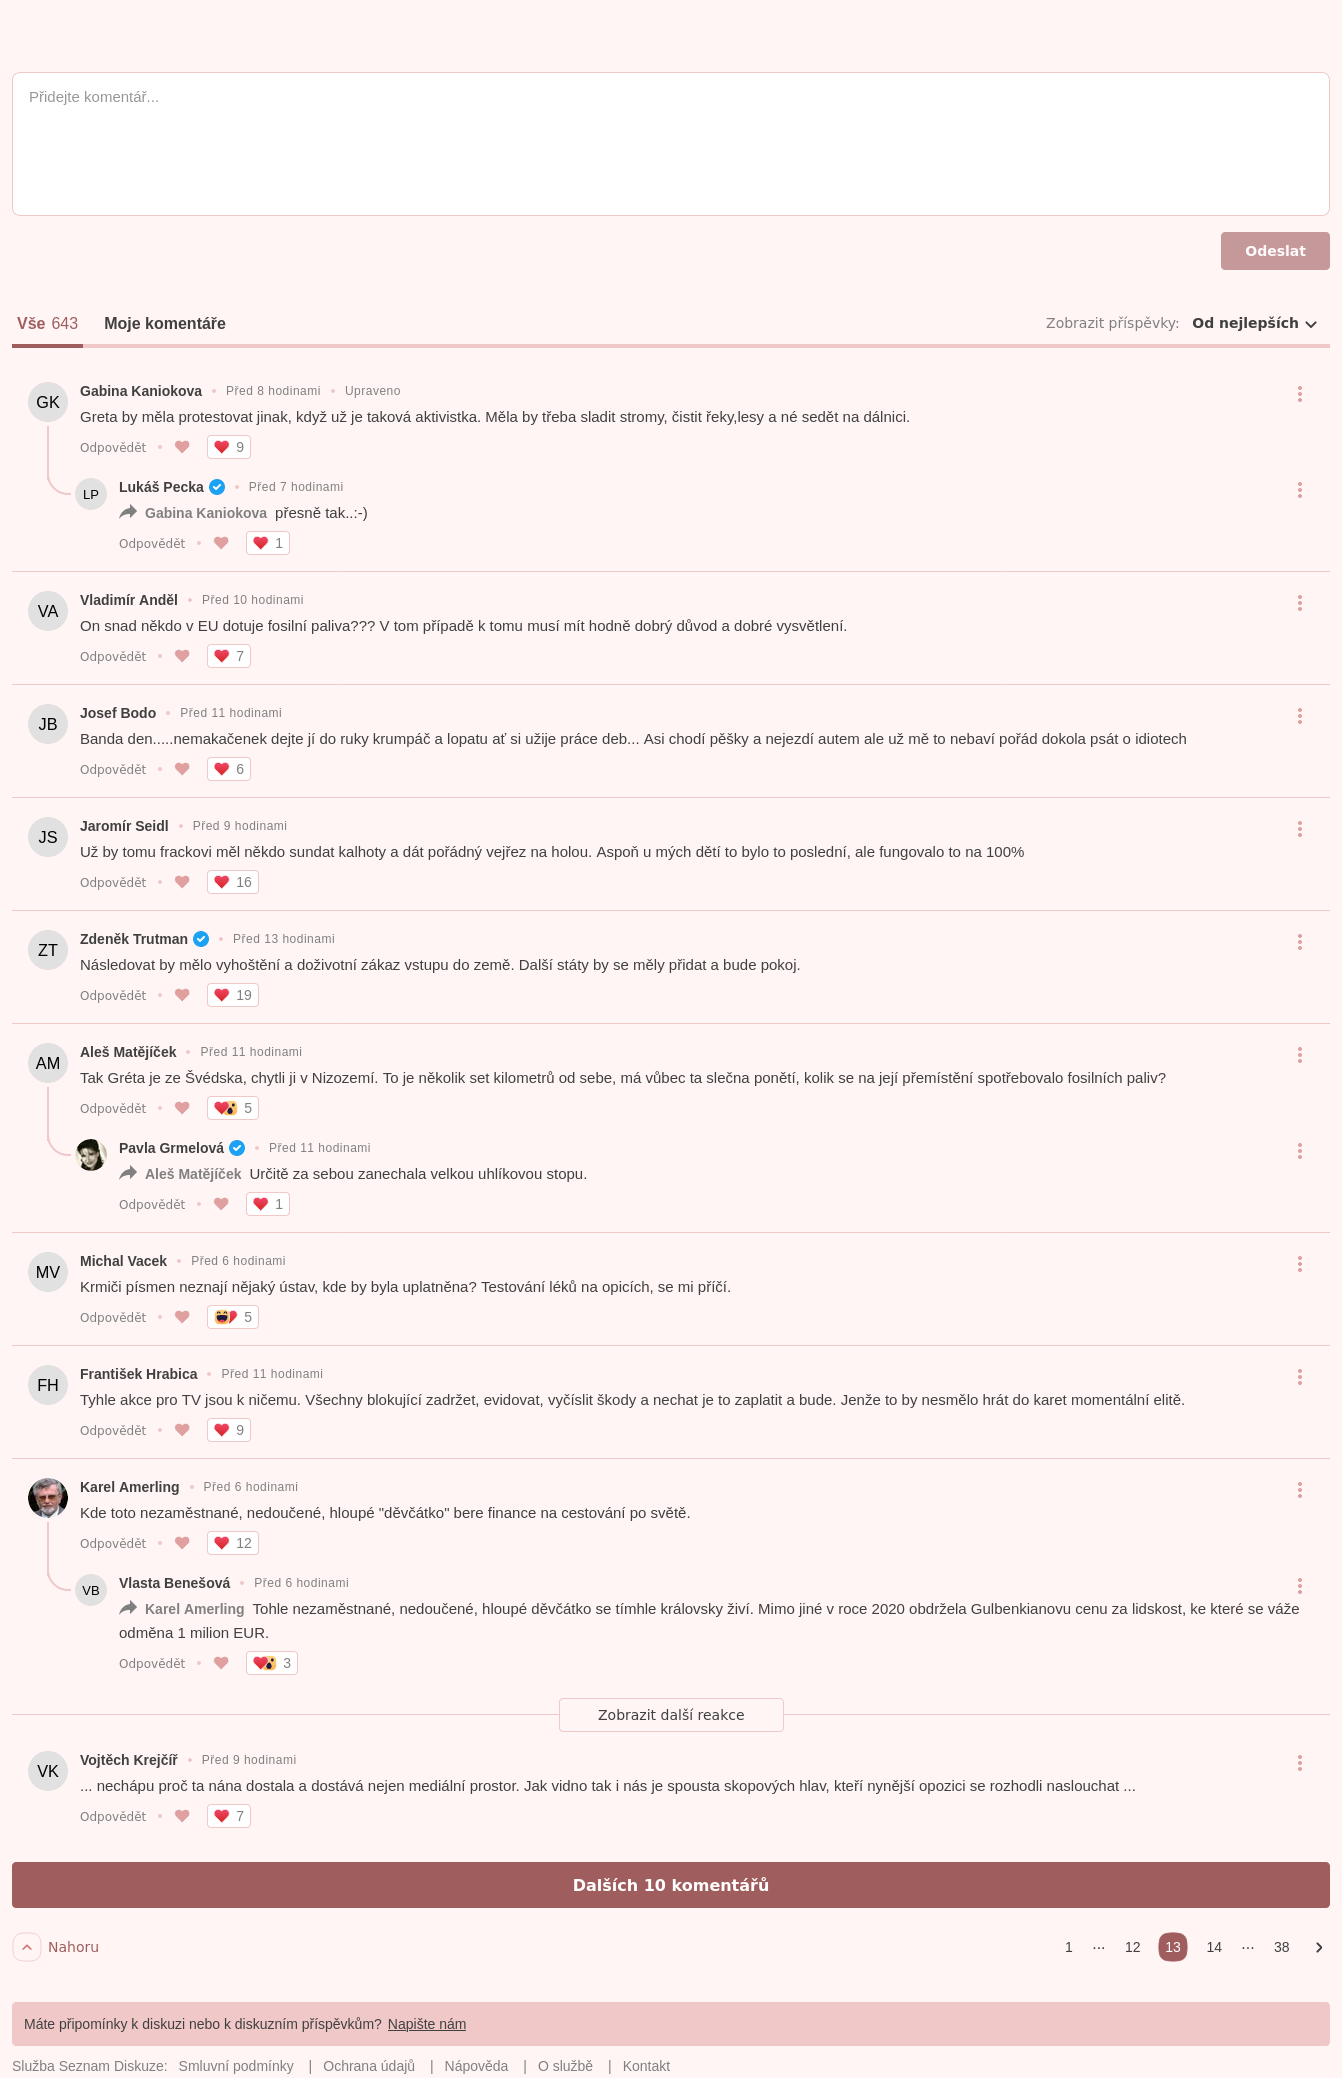 Přidejte komentář...
Odeslat
Vše 643 Moje komentáře Zobrazit příspěvky: Od nejlepších
GK Gabina Kaniokova • Před 8 hodinami • Upraveno
Greta by měla protestovat jinak, když už je taková aktivistka. Měla by třeba sladit stromy, čistit řeky,lesy a né sedět na dálnici.
Odpovědět • 9
LP Lukáš Pecka • Před 7 hodinami
Gabina Kaniokova přesně tak..:-)
Odpovědět • 1
VA Vladimír Anděl • Před 10 hodinami
On snad někdo v EU dotuje fosilní paliva??? V tom případě k tomu musí mít hodně dobrý důvod a dobré vysvětlení.
Odpovědět • 7
JB Josef Bodo • Před 11 hodinami
Banda den.....nemakačenek dejte jí do ruky krumpáč a lopatu ať si užije práce deb... Asi chodí pěšky a nejezdí autem ale už mě to nebaví pořád dokola psát o idiotech
Odpovědět • 6
JS Jaromír Seidl • Před 9 hodinami
Už by tomu frackovi měl někdo sundat kalhoty a dát pořádný vejřez na holou. Aspoň u mých dětí to bylo to poslední, ale fungovalo to na 100%
Odpovědět • 16
ZT Zdeněk Trutman • Před 13 hodinami
Následovat by mělo vyhoštění a doživotní zákaz vstupu do země. Další státy by se měly přidat a bude pokoj.
Odpovědět • 19
AM Aleš Matějíček • Před 11 hodinami
Tak Gréta je ze Švédska, chytli ji v Nizozemí. To je několik set kilometrů od sebe, má vůbec ta slečna ponětí, kolik se na její přemístění spotřebovalo fosilních paliv?
Odpovědět • 5
Pavla Grmelová • Před 11 hodinami
Aleš Matějíček Určitě za sebou zanechala velkou uhlíkovou stopu.
Odpovědět • 1
MV Michal Vacek • Před 6 hodinami
Krmiči písmen neznají nějaký ústav, kde by byla uplatněna? Testování léků na opicích, se mi příčí.
Odpovědět • 5
FH František Hrabica • Před 11 hodinami
Tyhle akce pro TV jsou k ničemu. Všechny blokující zadržet, evidovat, vyčíslit škody a nechat je to zaplatit a bude. Jenže to by nesmělo hrát do karet momentální elitě.
Odpovědět • 9
Karel Amerling • Před 6 hodinami
Kde toto nezaměstnané, nedoučené, hloupé "děvčátko" bere finance na cestování po světě.
Odpovědět • 12
VB Vlasta Benešová • Před 6 hodinami
Karel Amerling Tohle nezaměstnané, nedoučené, hloupé děvčátko se tímhle královsky živí. Mimo jiné v roce 2020 obdržela Gulbenkianovu cenu za lidskost, ke které se váže
odměna 1 milion EUR.
Odpovědět • 3
Zobrazit další reakce
VK Vojtěch Krejčíř • Před 9 hodinami
... nechápu proč ta nána dostala a dostává nejen mediální prostor. Jak vidno tak i nás je spousta skopových hlav, kteří nynější opozici se rozhodli naslouchat ...
Odpovědět • 7
Dalších 10 komentářů
Nahoru 1 ··· 12 13 14 ··· 38
Máte připomínky k diskuzi nebo k diskuzním příspěvkům? Napište nám
Služba Seznam Diskuze: Smluvní podmínky | Ochrana údajů | Nápověda | O službě | Kontakt